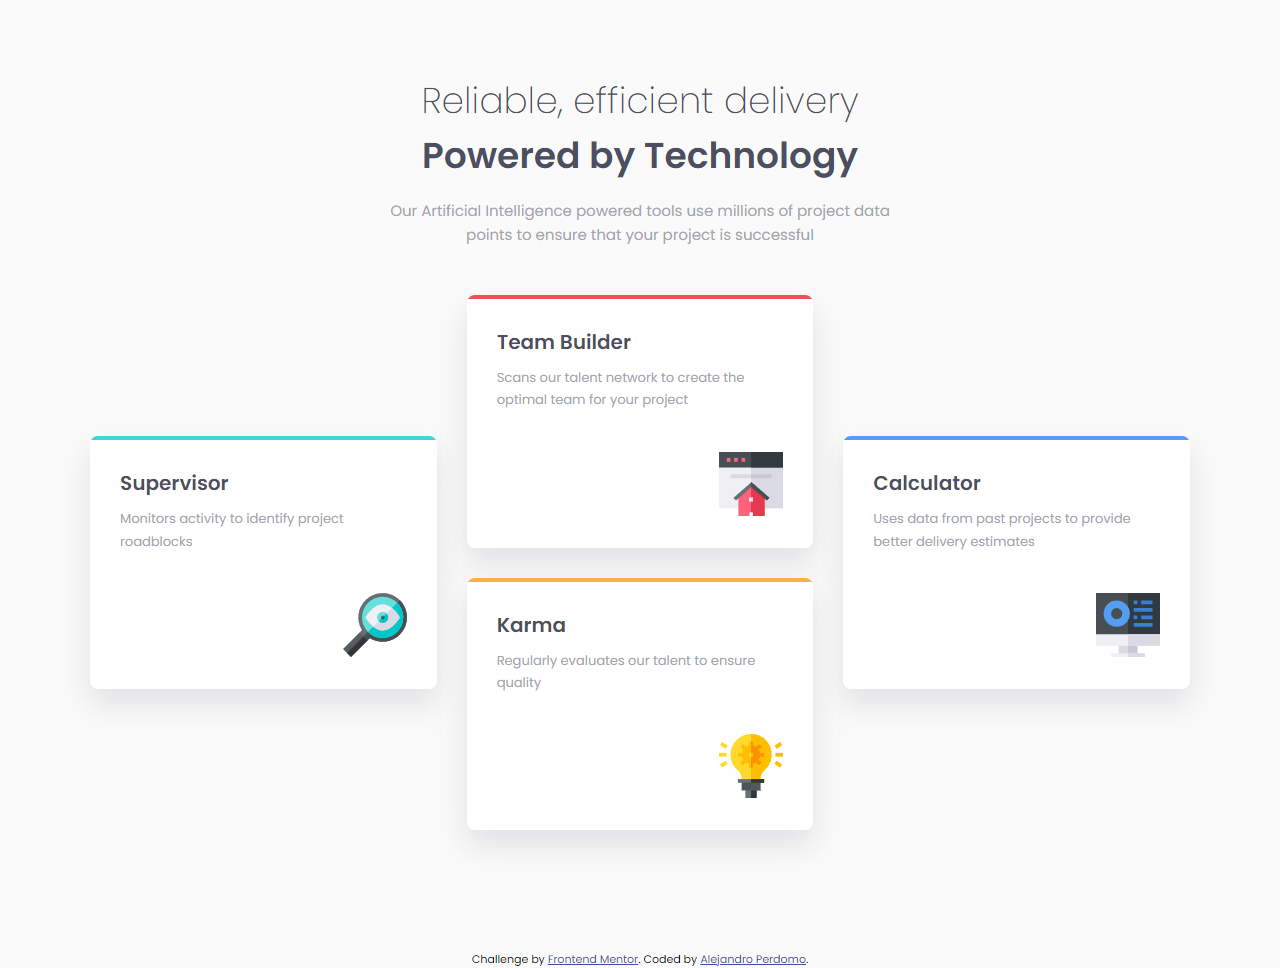 Reliable, efficient delivery
Powered by Technology
Our Artificial Intelligence powered tools use millions of project data
points to ensure that your project is successful
Team Builder
Scans our talent network to create the
optimal team for your project
Supervisor
Monitors activity to identify project
roadblocks
Calculator
Uses data from past projects to provide
better delivery estimates
Karma
Regularly evaluates our talent to ensure
quality
Challenge by Frontend Mentor. Coded by Alejandro Perdomo.